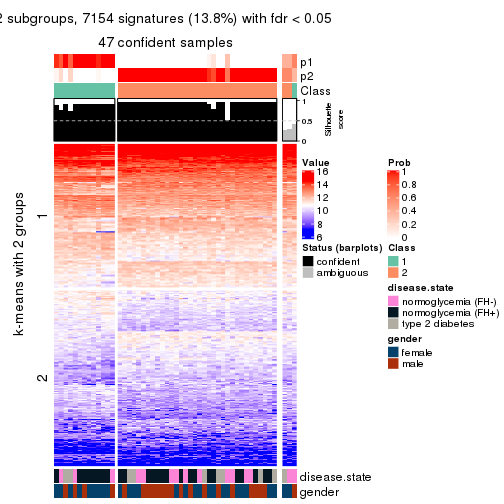 2 subgroups, 7154 signatures (13.8%) with fdr < 0.05
47 confident samples
p1
p2
Class
1
0.5
0
Silhouette
score
k-means with 2 groups
1
2
Value
16
14
12
10
8
6
Prob
1
0.8
0.6
0.4
0.2
0
Status (barplots)
confident
ambiguous
Class
1
2
disease.state
normoglycemia (FH-)
normoglycemia (FH+)
type 2 diabetes
gender
female
male
disease.state
gender